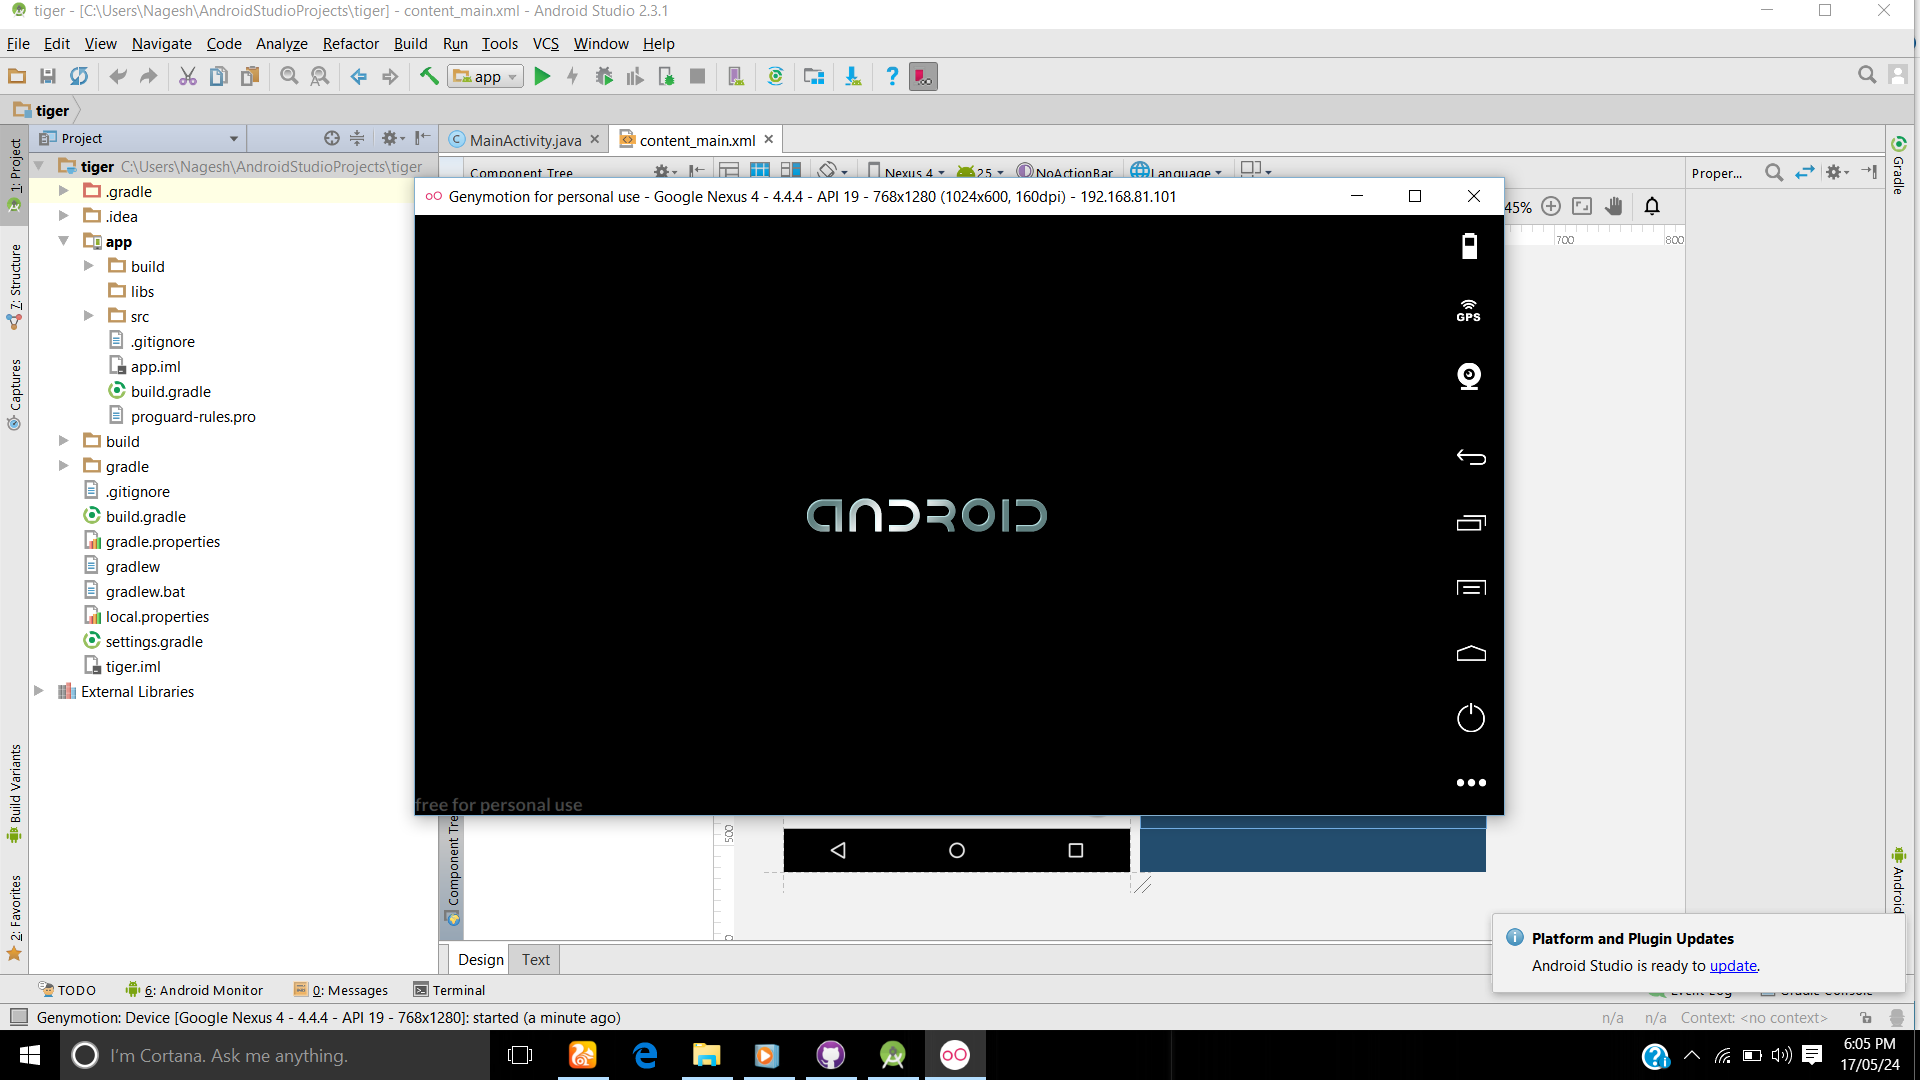 tiger - [C:\Users\Nagesh\AndroidStudioProjects\tiger] - content_main.xml - Android Studio 2.3.1
File Edit View Navigate Code Analyze Refactor Build Run Tools VCS Window Help
app
tiger
1: Project
7: Structure
Captures
Build Variants
2: Favorites
Project
tiger C:\Users\Nagesh\AndroidStudioProjects\tiger
.gradle
.idea
app
build
libs
src
.gitignore
app.iml
build.gradle
proguard-rules.pro
build
gradle
.gitignore
build.gradle
gradle.properties
gradlew
gradlew.bat
local.properties
settings.gradle
tiger.iml
External Libraries
MainActivity.java
content_main.xml
Component Tree
Nexus 4
25
NoActionBar
Language
Proper...
Gradle
45%
700
800
Genymotion for personal use - Google Nexus 4 - 4.4.4 - API 19 - 768x1280 (1024x600, 160dpi) - 192.168.81.101
GPS
ANDROID
free for personal use
Component Tre
500
Android
Design Text
Platform and Plugin Updates
Android Studio is ready to update.
TODO 6: Android Monitor 0: Messages Terminal
Event Log Gradle Console
Genymotion: Device [Google Nexus 4 - 4.4.4 - API 19 - 768x1280]: started (a minute ago)
n/a n/a Context: <no context>
I'm Cortana. Ask me anything.
6:05 PM
17/05/24